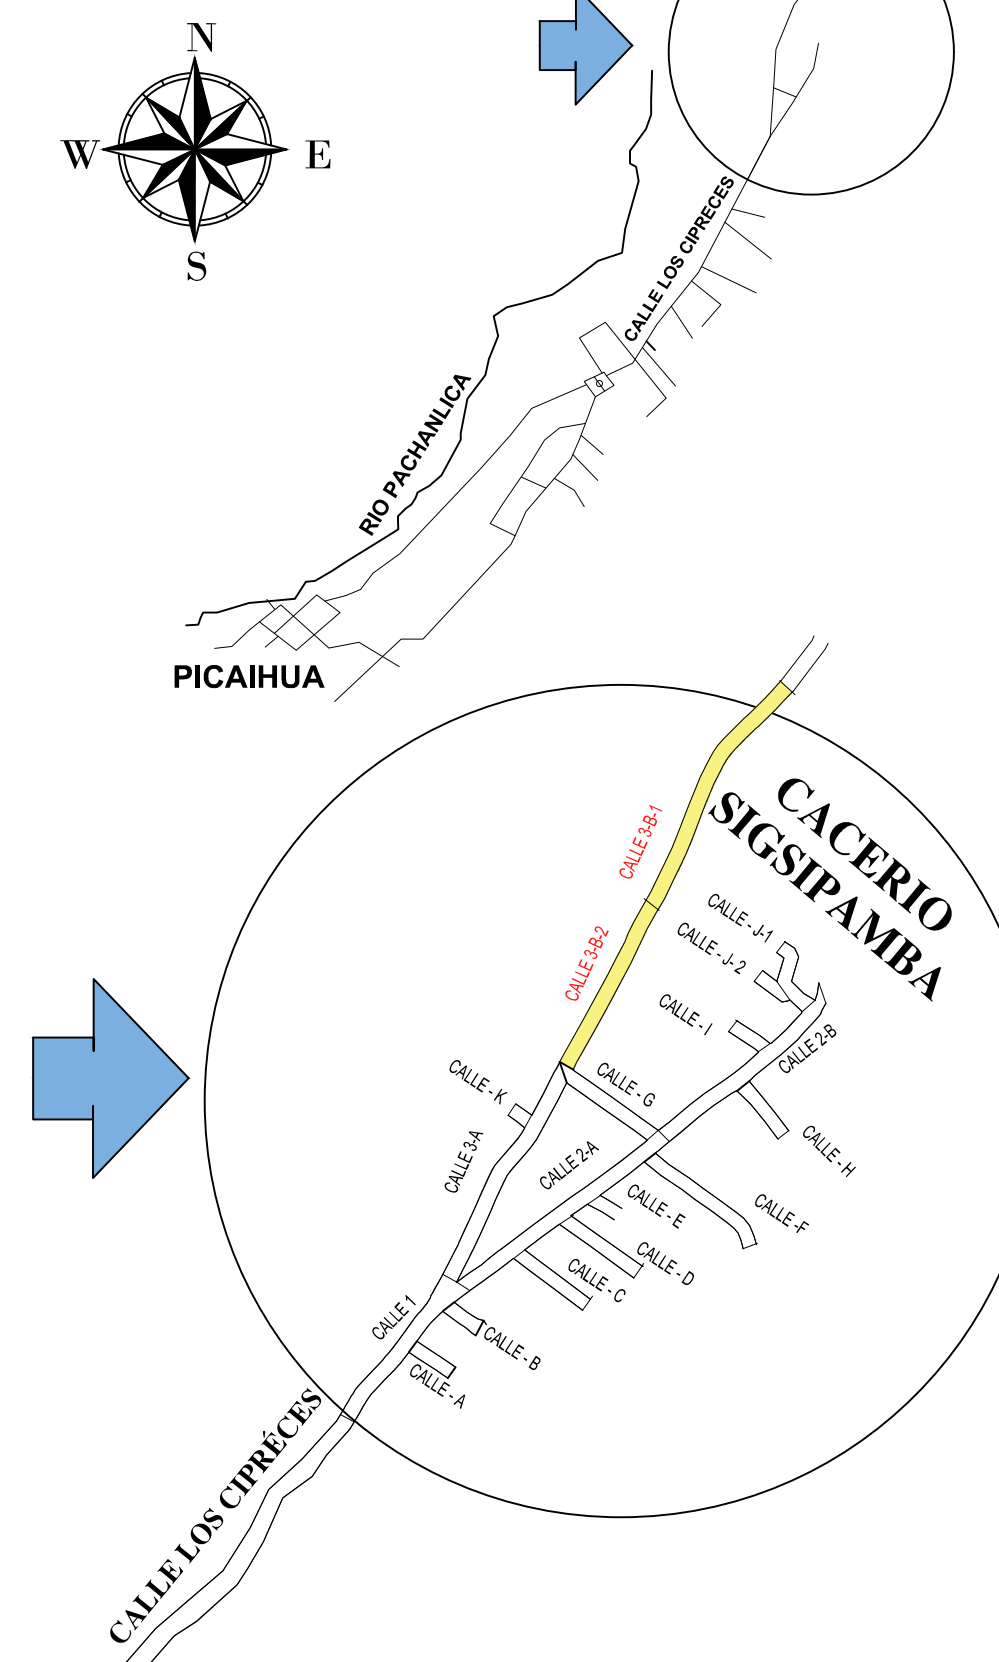 N
W
E
S
CALLE LOS CIPRECES
RIO PACHANLICA
PICAIHUA
CACERIO
SIGSIPAMBA
CALLE 3-B-1
CALLE 3-B-2
CALLE - J-1
CALLE - J- 2
CALLE - I
CALLE 2-B
CALLE - G
CALLE - K
CALLE 3-A
CALLE 2-A
CALLE - H
CALLE -F
CALLE - E
CALLE - D
CALLE - C
CALLE 1
CALLE - B
CALLE - A
CALLE LOS CIPRÉCES